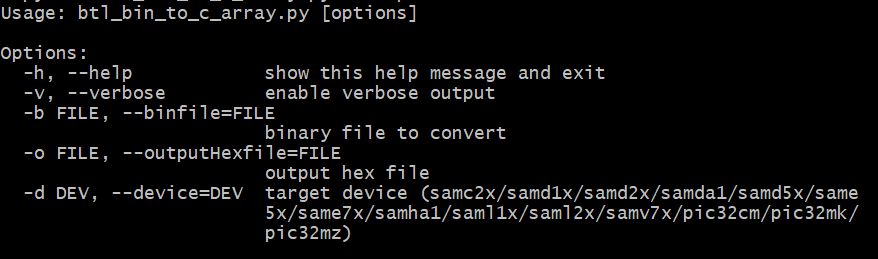 Usage: btl_bin_to_c_array.py [options]
Options:
-h, --help show this help message and exit
-v, --verbose enable verbose output
-b FILE, --binfile=FILE
binary file to convert
-o FILE, --outputHexfile=FILE
output hex file
-d DEV, --device=DEV target device (samc2x/samd1x/samd2x/samda1/samd5x/same
5x/same7x/samha1/saml1x/saml2x/samv7x/pic32cm/pic32mk/
pic32mz)